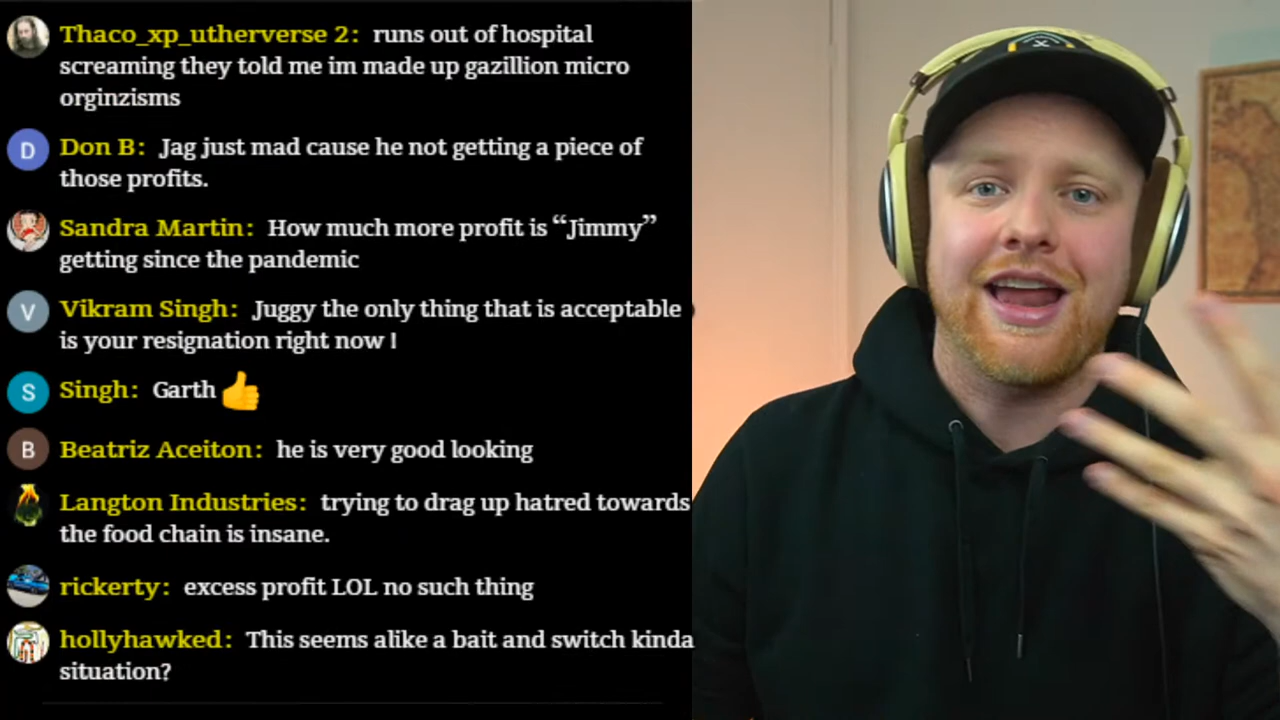 Thaco_xp_utherverse 2: runs out of hospital
screaming they told me im made up gazillion micro
orginzisms
D
Don B: Jag just mad cause he not getting a piece of
those profits.
Sandra Martin: How much more profit is “Jimmy”
getting since the pandemic
V
Vikram Singh: Juggy the only thing that is acceptable
is your resignation right now !
S
Singh: Garth 👍
B
Beatriz Aceiton: he is very good looking
Langton Industries: trying to drag up hatred towards
the food chain is insane.
rickerty: excess profit LOL no such thing
hollyhawked: This seems alike a bait and switch kinda
situation?